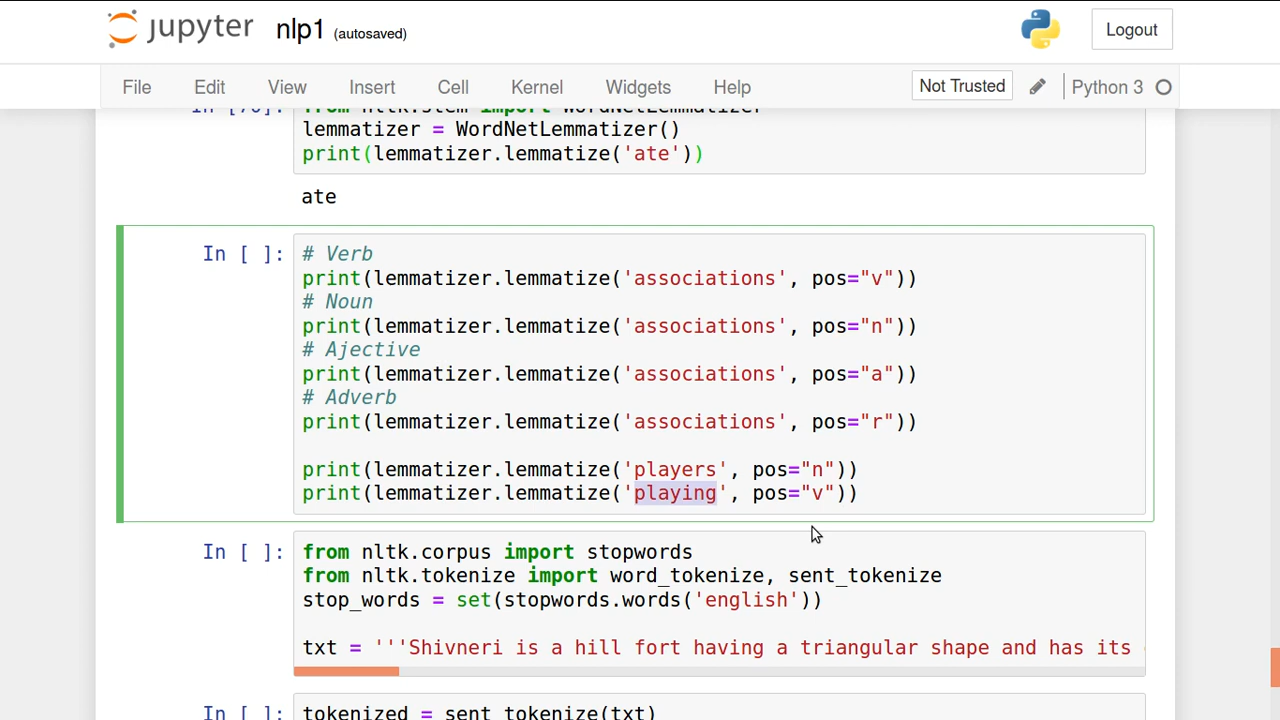 jupyter nlp1 (autosaved) Logout
File Edit View Insert Cell Kernel Widgets Help Not Trusted Python 3
In [70]: from nltk.stem import WordNetLemmatizer
lemmatizer = WordNetLemmatizer()
print(lemmatizer.lemmatize('ate'))
ate
In [ ]: # Verb
print(lemmatizer.lemmatize('associations', pos="v"))
# Noun
print(lemmatizer.lemmatize('associations', pos="n"))
# Ajective
print(lemmatizer.lemmatize('associations', pos="a"))
# Adverb
print(lemmatizer.lemmatize('associations', pos="r"))
print(lemmatizer.lemmatize('players', pos="n"))
print(lemmatizer.lemmatize('playing', pos="v"))
In [ ]: from nltk.corpus import stopwords
from nltk.tokenize import word_tokenize, sent_tokenize
stop_words = set(stopwords.words('english'))
txt = '''Shivneri is a hill fort having a triangular shape and has its
In [ ]: tokenized = sent_tokenize(txt)